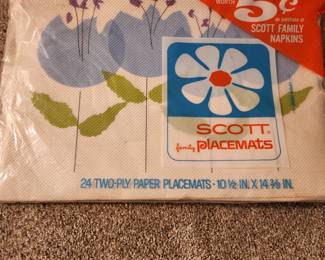 WORTH
5¢
ON PURCHASE OF
SCOTT FAMILY
NAPKINS
SCOTT
family PLACEMATS
24 TWO-PLY PAPER PLACEMATS · 10 ½ IN. X 14 ⅜ IN.